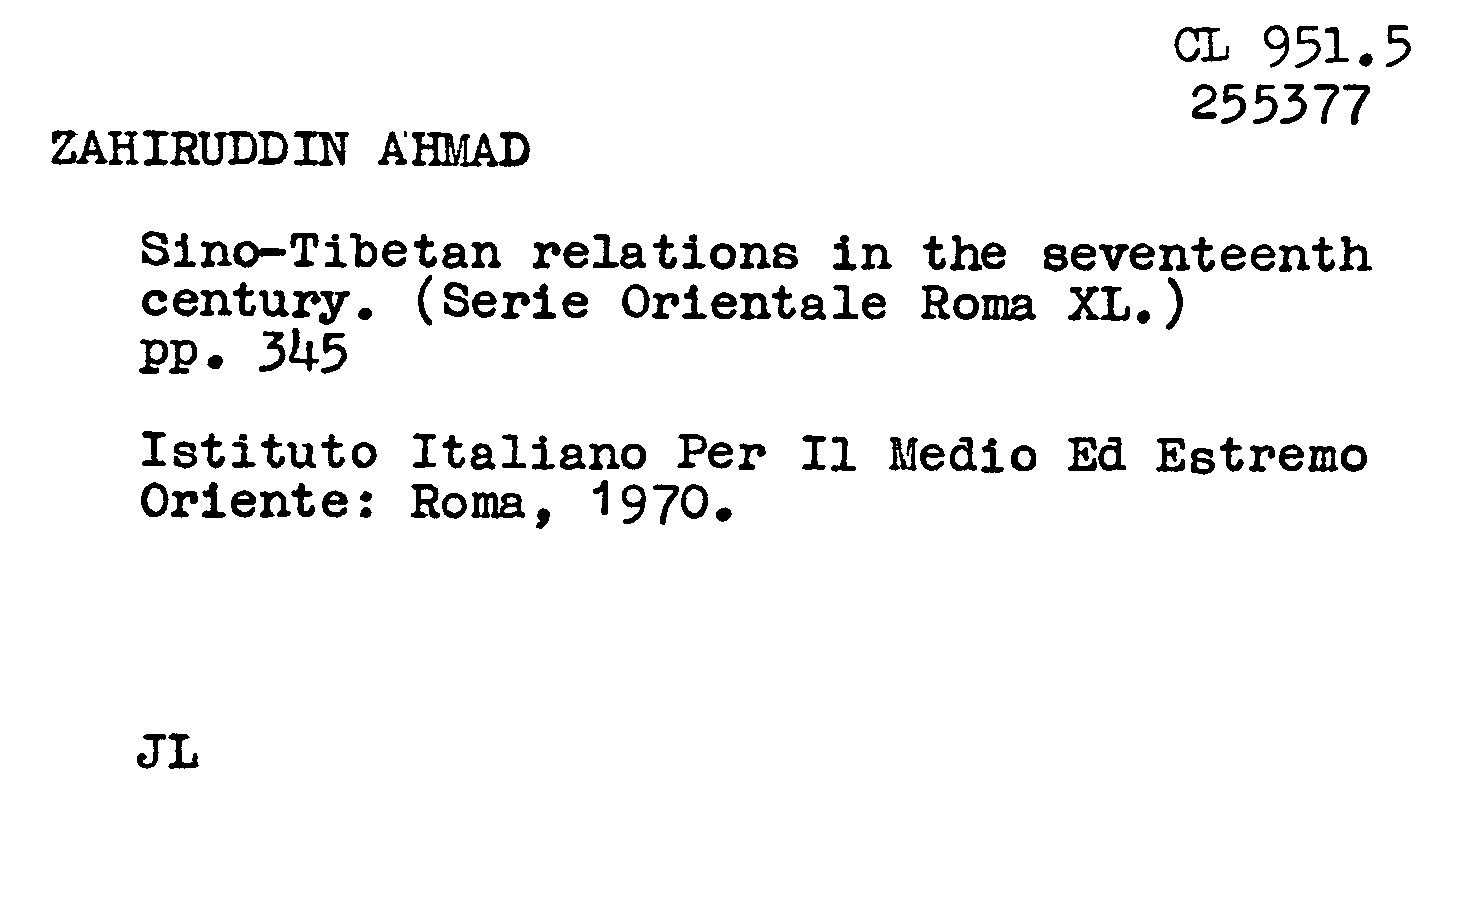 CL 951.5
255377
ZAHIRUDDIN AHMAD
Sino-Tibetan relations in the seventeenth
century. (Serie Orientale Roma XL.)
pp. 345
Istituto Italiano Per Il Medio Ed Estremo
Oriente: Roma, 1970.
JL